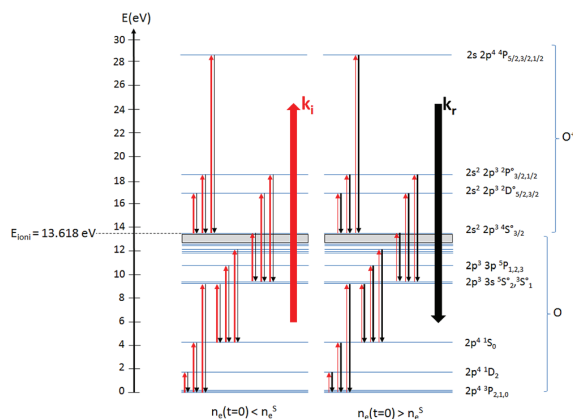 E(eV)
30
28
26
24
22
20
18
16
14
12
10
8
6
4
2
0
E_ioni = 13.618 eV
k_i
k_r
2s 2p⁴ ⁴P_5/2,3/2,1/2
2s² 2p³ ²P°_3/2,1/2
2s² 2p³ ²D°_5/2,3/2
2s² 2p³ ⁴S°_3/2
2p³ 3p ⁵P_1,2,3
2p³ 3s ⁵S°_2, ³S°_1
2p⁴ ¹S_0
2p⁴ ¹D_2
2p⁴ ³P_2,1,0
O⁺
O
n_e(t=0) < n_e^S
n_e(t=0) > n_e^S